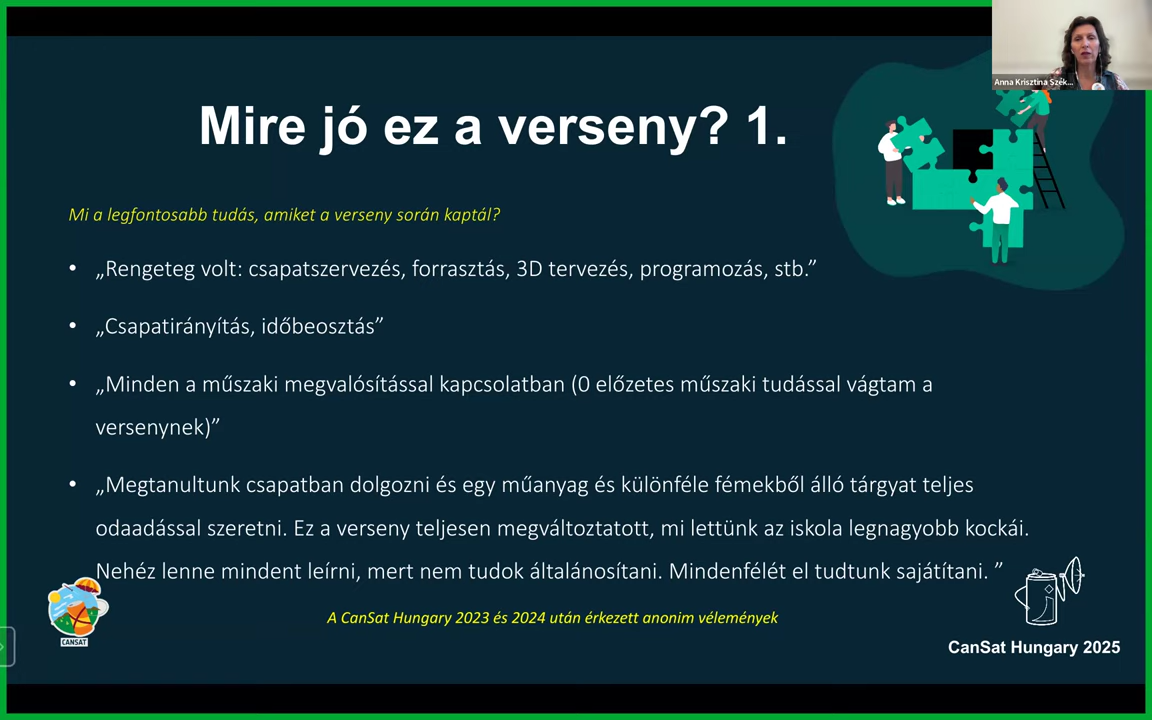 Anna Krisztina Szék...
Mire jó ez a verseny? 1.
Mi a legfontosabb tudás, amiket a verseny során kaptál?
• „Rengeteg volt: csapatszervezés, forrasztás, 3D tervezés, programozás, stb.”
• „Csapatirányítás, időbeosztás”
• „Minden a műszaki megvalósítással kapcsolatban (0 előzetes műszaki tudással vágtam a
versenynek)”
• „Megtanultunk csapatban dolgozni és egy műanyag és különféle fémekből álló tárgyat teljes
odaadással szeretni. Ez a verseny teljesen megváltoztatott, mi lettünk az iskola legnagyobb kockái.
Nehéz lenne mindent leírni, mert nem tudok általánosítani. Mindenfélét el tudtunk sajátítani. ”
A CanSat Hungary 2023 és 2024 után érkezett anonim vélemények
CANSAT
CanSat Hungary 2025